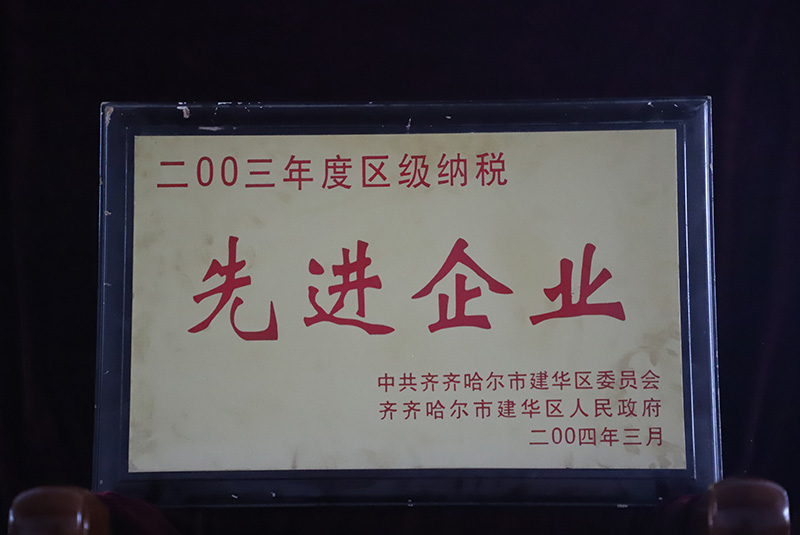 二00三年度区级纳税
先进企业
中共齐齐哈尔市建华区委员会
齐齐哈尔市建华区人民政府
二00四年三月